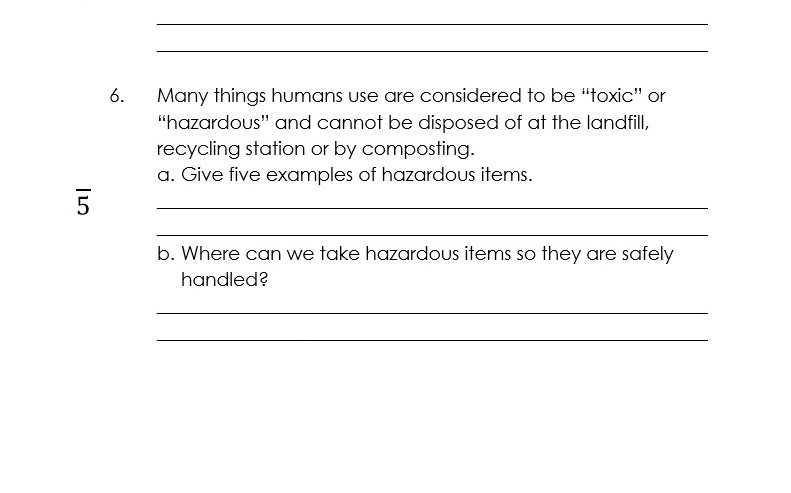 6. Many things humans use are considered to be “toxic” or
“hazardous” and cannot be disposed of at the landfill,
recycling station or by composting.
a. Give five examples of hazardous items.
5
b. Where can we take hazardous items so they are safely
handled?